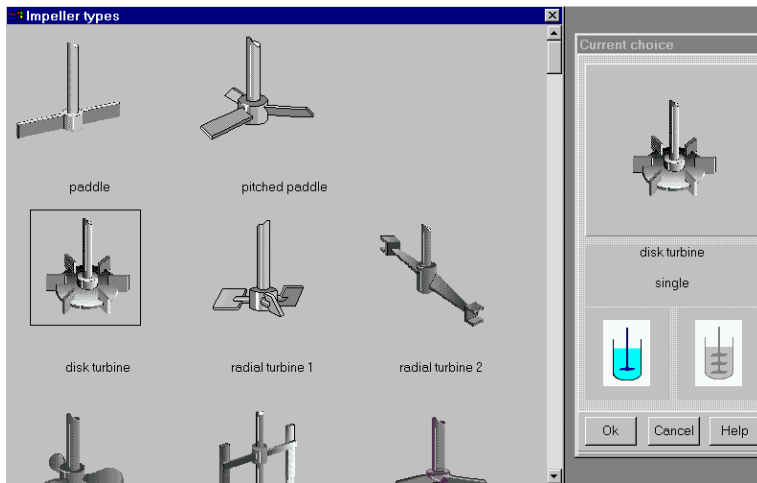 Impeller types
paddle
pitched paddle
disk turbine
radial turbine 1
radial turbine 2
Current choice
disk turbine
single
Ok
Cancel
Help